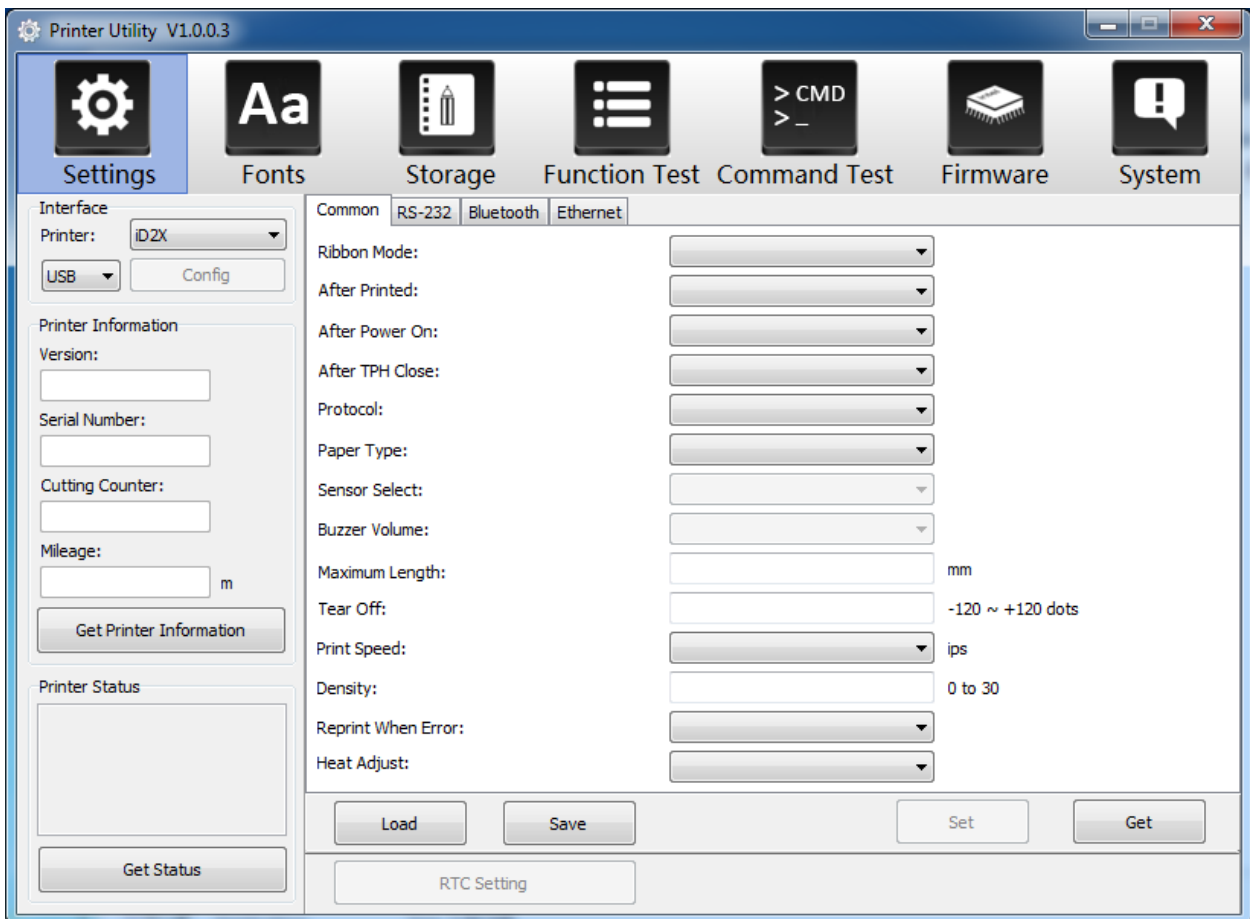 Printer Utility V1.0.0.3
Aa
> CMD
> _
Settings
Fonts
Storage
Function Test
Command Test
Firmware
System
Interface
Printer:
iD2X
USB
Config
Printer Information
Version:
Serial Number:
Cutting Counter:
Mileage:
m
Get Printer Information
Printer Status
Get Status
Common
RS-232
Bluetooth
Ethernet
Ribbon Mode:
After Printed:
After Power On:
After TPH Close:
Protocol:
Paper Type:
Sensor Select:
Buzzer Volume:
Maximum Length: mm
Tear Off: -120 ~ +120 dots
Print Speed: ips
Density: 0 to 30
Reprint When Error:
Heat Adjust:
Load
Save
Set
Get
RTC Setting